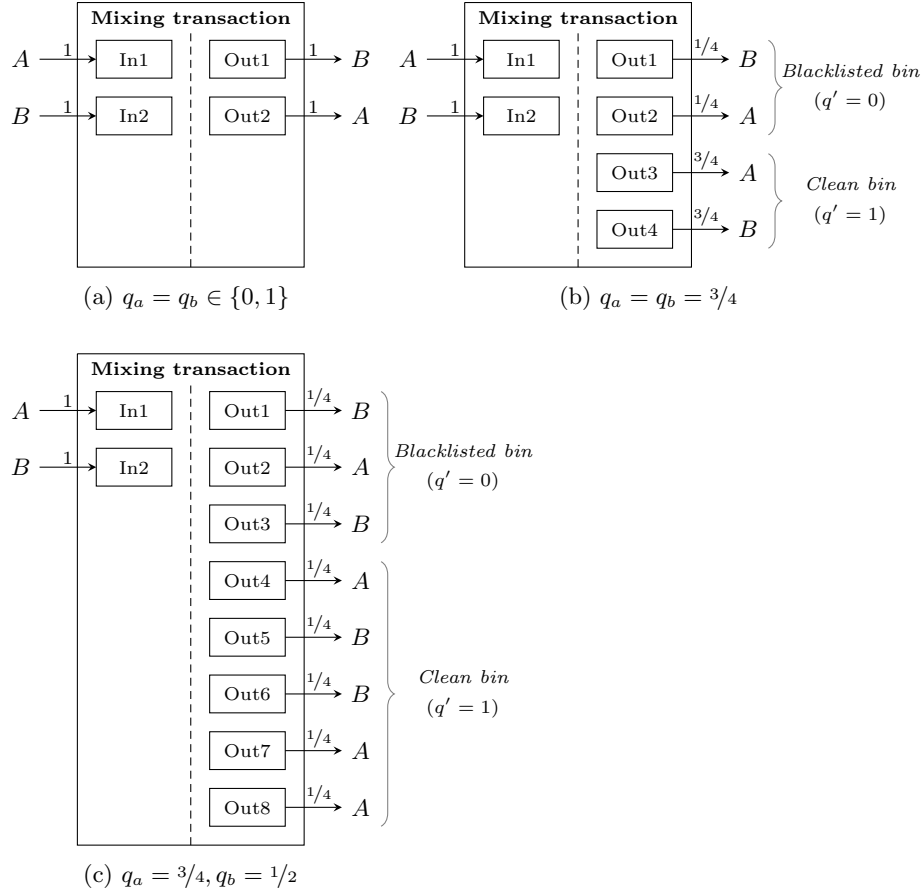 Mixing transaction
A 1 In1 Out1 1 B
B 1 In2 Out2 1 A
(a) q_a = q_b ∈ {0, 1}
Mixing transaction
A 1 In1 Out1 1/4 B
B 1 In2 Out2 1/4 A
Out3 3/4 A
Out4 3/4 B
Blacklisted bin
(q′ = 0)
Clean bin
(q′ = 1)
(b) q_a = q_b = 3/4
Mixing transaction
A 1 In1 Out1 1/4 B
B 1 In2 Out2 1/4 A
Out3 1/4 B
Out4 1/4 A
Out5 1/4 B
Out6 1/4 B
Out7 1/4 A
Out8 1/4 A
Blacklisted bin
(q′ = 0)
Clean bin
(q′ = 1)
(c) q_a = 3/4, q_b = 1/2